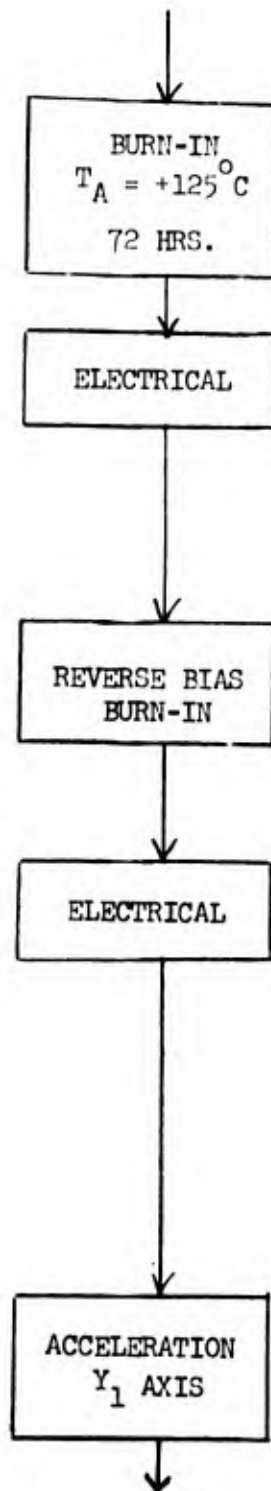 BURN-IN
T_A = +125°C
72 HRS.
ELECTRICAL
REVERSE BIAS
BURN-IN
ELECTRICAL
ACCELERATION
Y_1 AXIS